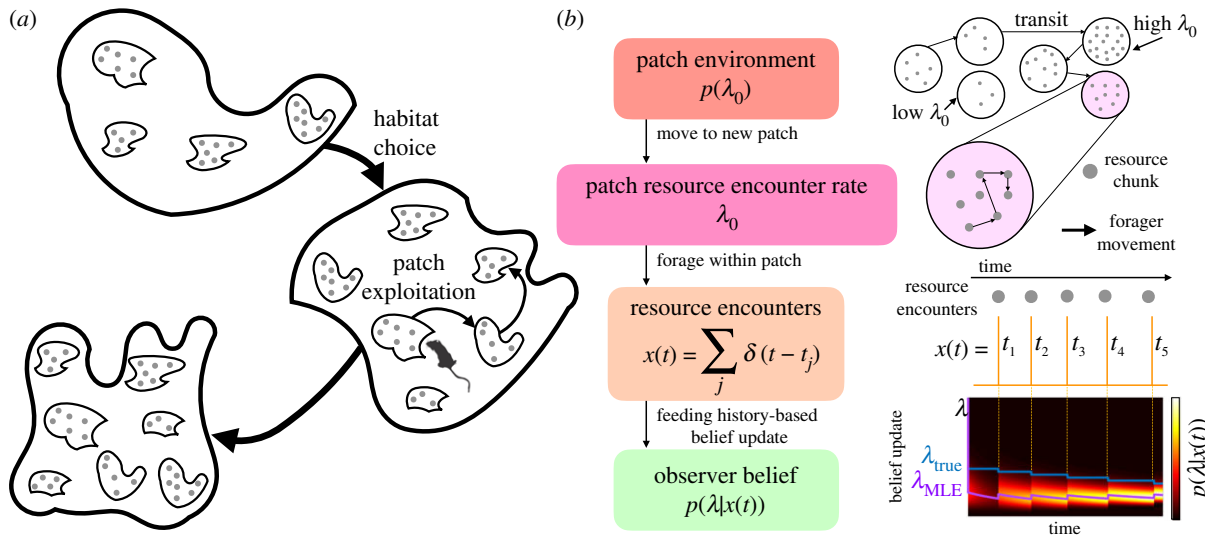 (a)
habitat
choice
patch
exploitation
(b)
patch environment
p(λ₀)
move to new patch
patch resource encounter rate
λ₀
forage within patch
resource encounters
x(t) = ∑ δ (t − tⱼ)
j
feeding history-based
belief update
observer belief
p(λ|x(t))
transit
high λ₀
low λ₀
resource
chunk
forager
movement
time
resource
encounters
x(t) = t₁ t₂ t₃ t₄ t₅
λ
λtrue
λMLE
belief update
time
p(λ|x(t))